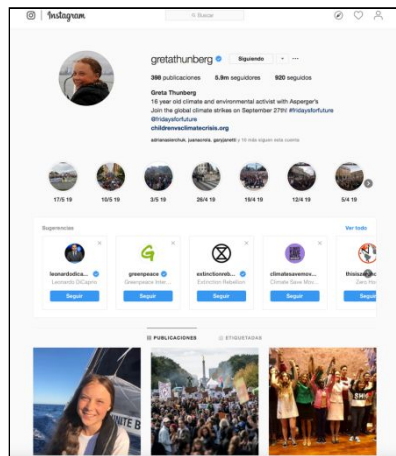 Instagram
Buscar
gretathunberg Siguiendo
398 publicaciones 5.9m seguidores 920 seguidos
Greta Thunberg
16 year old climate and environmental activist with Asperger's
Join the global climate strikes on September 27th! #fridaysforfuture
@fridaysforfuture
childrenvsclimatecrisis.org
17/5 19 10/5 19 3/5 19 26/4 19 19/4 19 12/4 19 5/4 19
Sugerencias Ver todo
leonardodica... greenpeace extinctionreb... climatesavemov...
Leonardo DiCaprio Greenpeace Inter... Extinction Rebellion Climate Save Mov... Zero Ho
Seguir Seguir Seguir Seguir Segu
PUBLICACIONES ETIQUETADAS